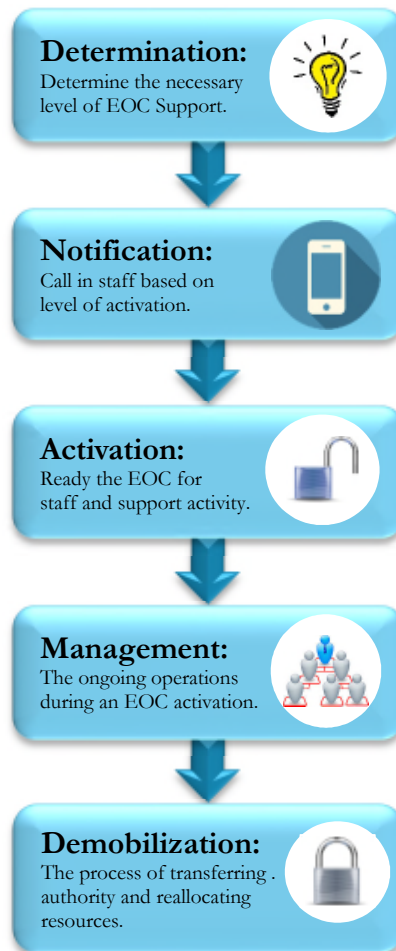 Determination:
Determine the necessary
level of EOC Support.
Notification:
Call in staff based on
level of activation.
Activation:
Ready the EOC for
staff and support activity.
Management:
The ongoing operations
during an EOC activation.
Demobilization:
The process of transferring .
authority and reallocating
resources.